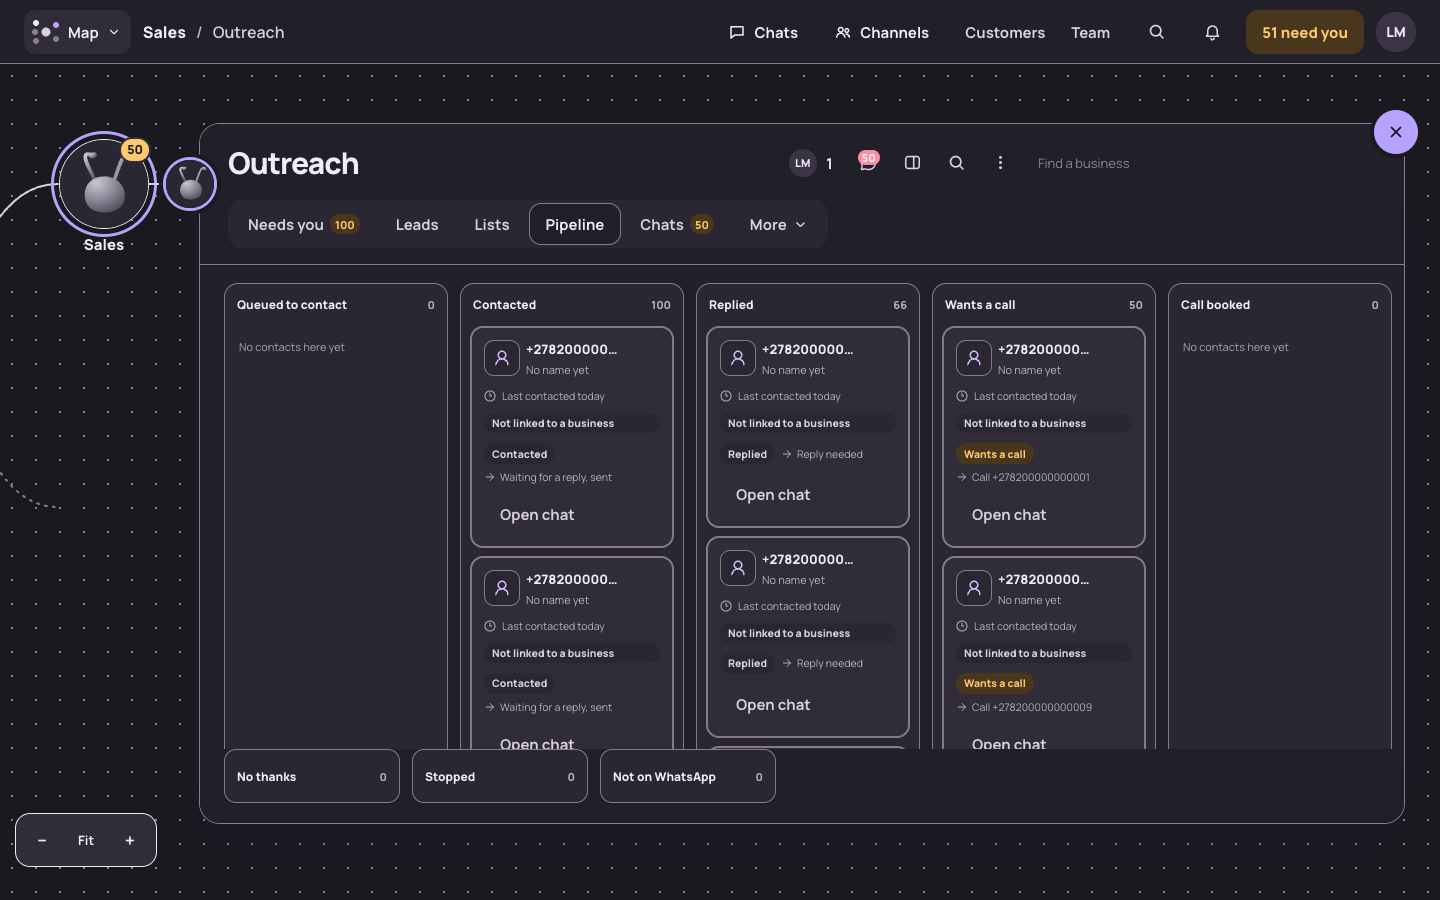 Map
Sales / Outreach
Chats
Channels
Customers
Team
51 need you
LM
50
Sales
Outreach
LM 1
50
Find a business
Needs you 100
Leads
Lists
Pipeline
Chats 50
More
Queued to contact 0
No contacts here yet
Contacted 100
+278200000...
No name yet
Last contacted today
Not linked to a business
Contacted
→ Waiting for a reply, sent
Open chat
+278200000...
No name yet
Last contacted today
Not linked to a business
Contacted
→ Waiting for a reply, sent
Open chat
Replied 66
+278200000...
No name yet
Last contacted today
Not linked to a business
Replied → Reply needed
Open chat
+278200000...
No name yet
Last contacted today
Not linked to a business
Replied → Reply needed
Open chat
Wants a call 50
+278200000...
No name yet
Last contacted today
Not linked to a business
Wants a call
→ Call +278200000000001
Open chat
+278200000...
No name yet
Last contacted today
Not linked to a business
Wants a call
→ Call +278200000000009
Open chat
Call booked 0
No contacts here yet
No thanks 0
Stopped 0
Not on WhatsApp 0
− Fit +